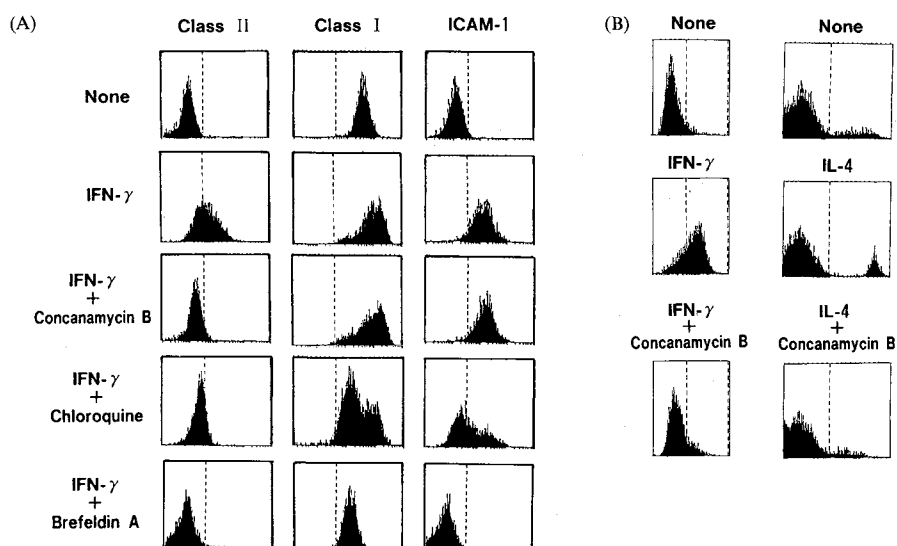 (A)
Class II Class I ICAM-1
None
IFN-γ
IFN-γ
+
Concanamycin B
IFN-γ
+
Chloroquine
IFN-γ
+
Brefeldin A
(B)
None None
IFN-γ IL-4
IFN-γ IL-4
+ +
Concanamycin B Concanamycin B